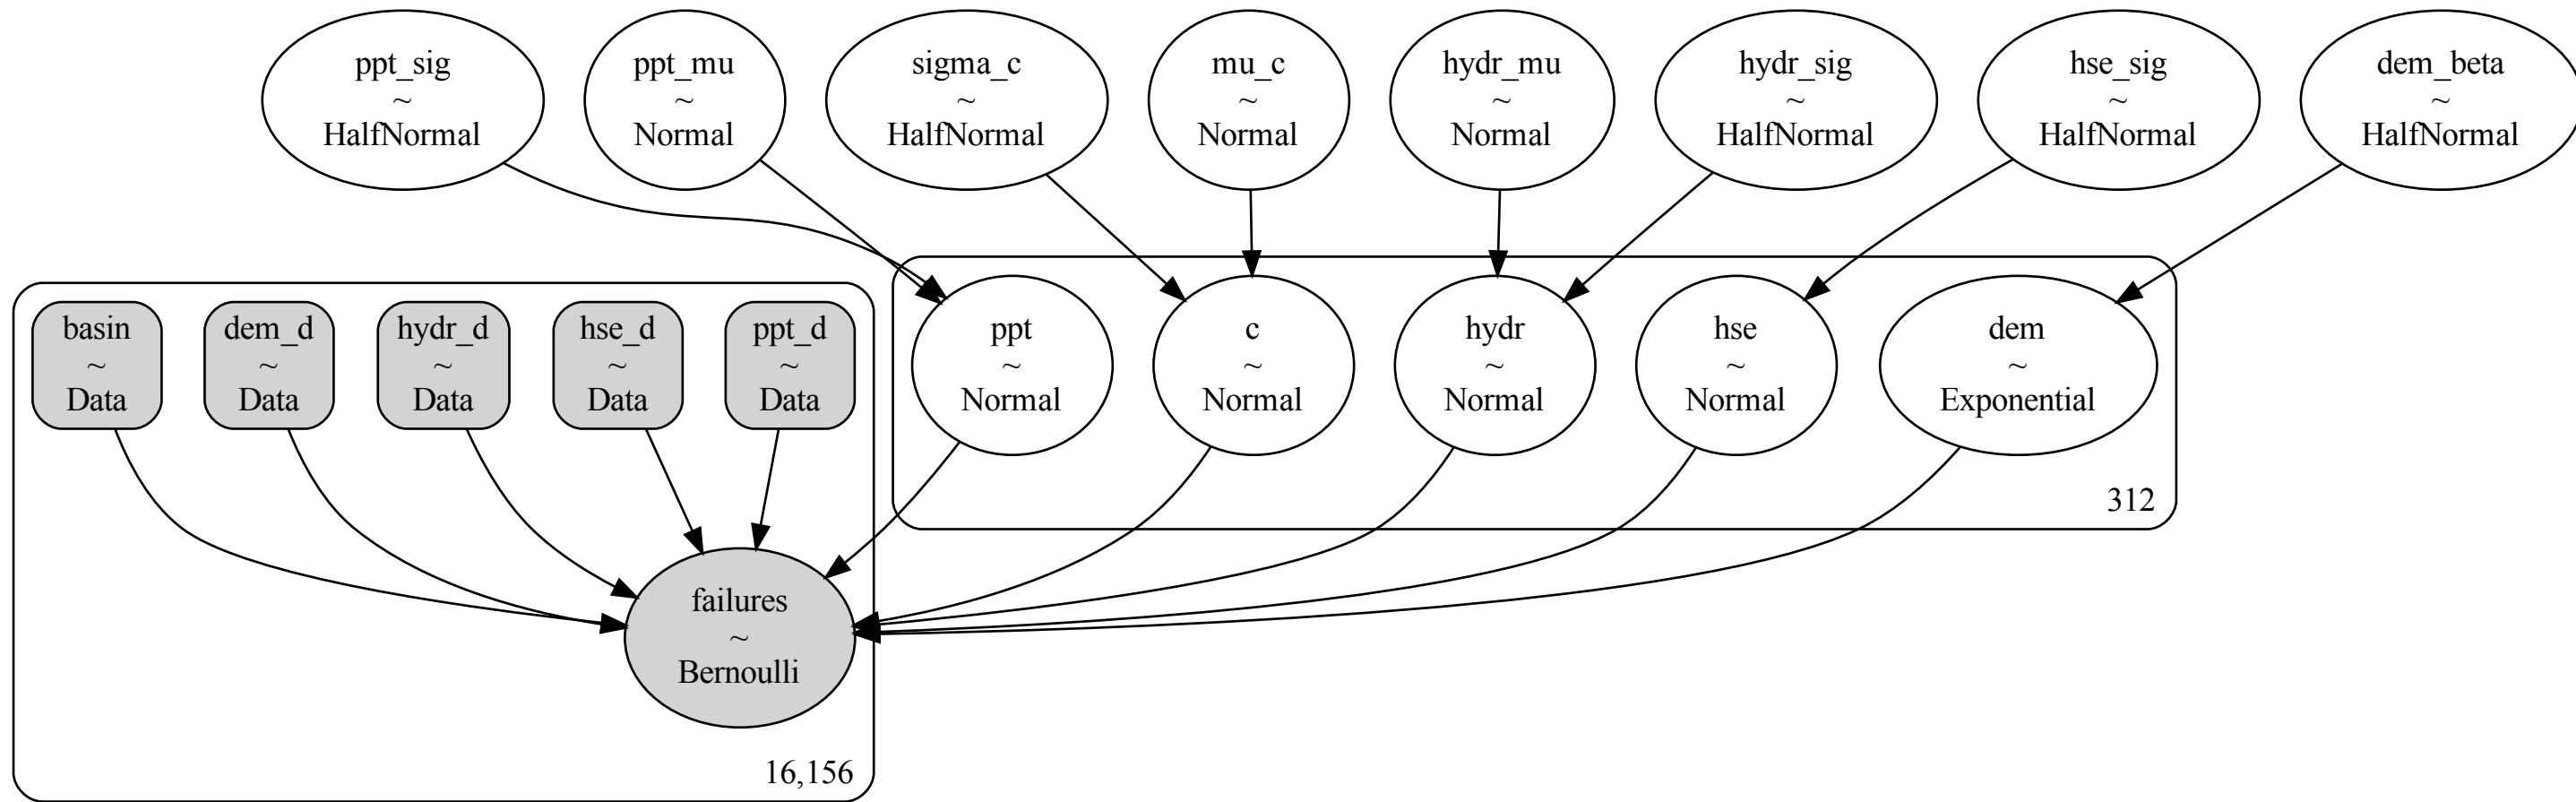 ppt_sig
~
HalfNormal
ppt_mu
~
Normal
sigma_c
~
HalfNormal
mu_c
~
Normal
hydr_mu
~
Normal
hydr_sig
~
HalfNormal
hse_sig
~
HalfNormal
dem_beta
~
HalfNormal
basin
~
Data
dem_d
~
Data
hydr_d
~
Data
hse_d
~
Data
ppt_d
~
Data
ppt
~
Normal
c
~
Normal
hydr
~
Normal
hse
~
Normal
dem
~
Exponential
312
failures
~
Bernoulli
16,156